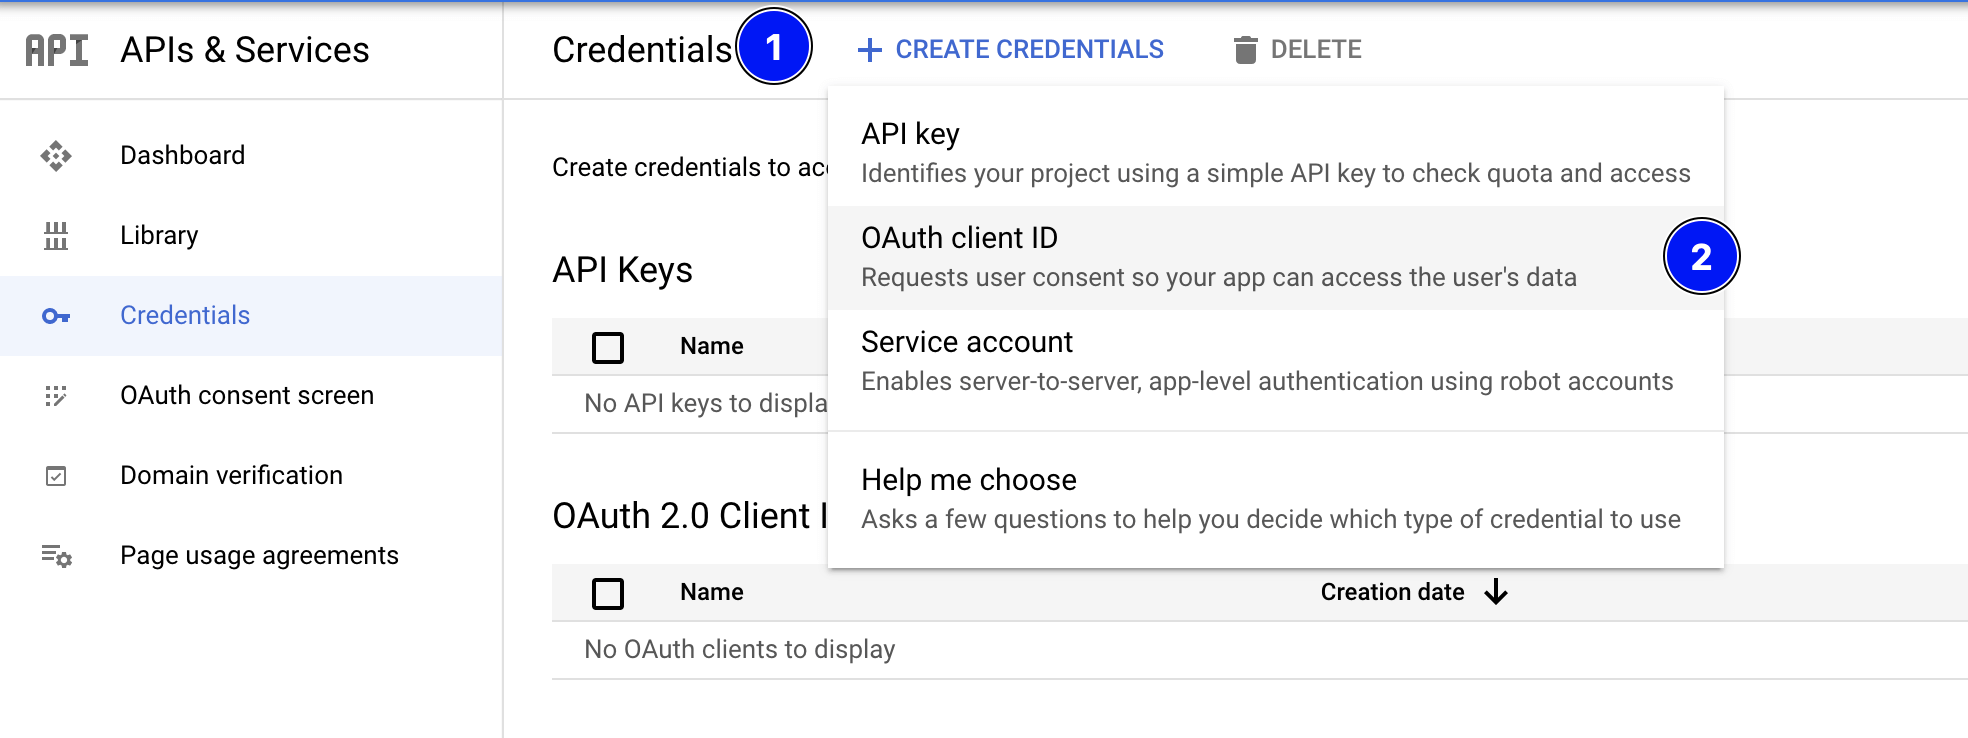 API APIs & Services
Credentials 1 + CREATE CREDENTIALS DELETE
Dashboard
Library
Credentials
OAuth consent screen
Domain verification
Page usage agreements
Create credentials to acc
API Keys
Name
No API keys to displa
OAuth 2.0 Client I
Name Creation date
No OAuth clients to display
API key
Identifies your project using a simple API key to check quota and access
OAuth client ID
2
Requests user consent so your app can access the user's data
Service account
Enables server-to-server, app-level authentication using robot accounts
Help me choose
Asks a few questions to help you decide which type of credential to use